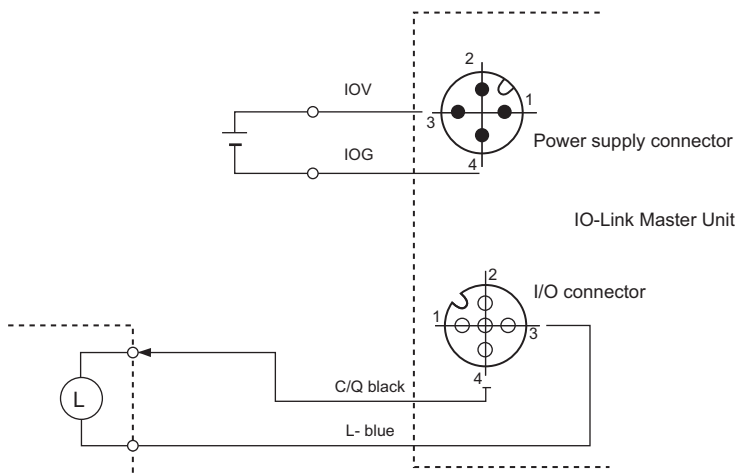 2
IOV
1
3
Power supply connector
IOG
4
IO-Link Master Unit
2
I/O connector
1
3
4
C/Q black
L
L- blue